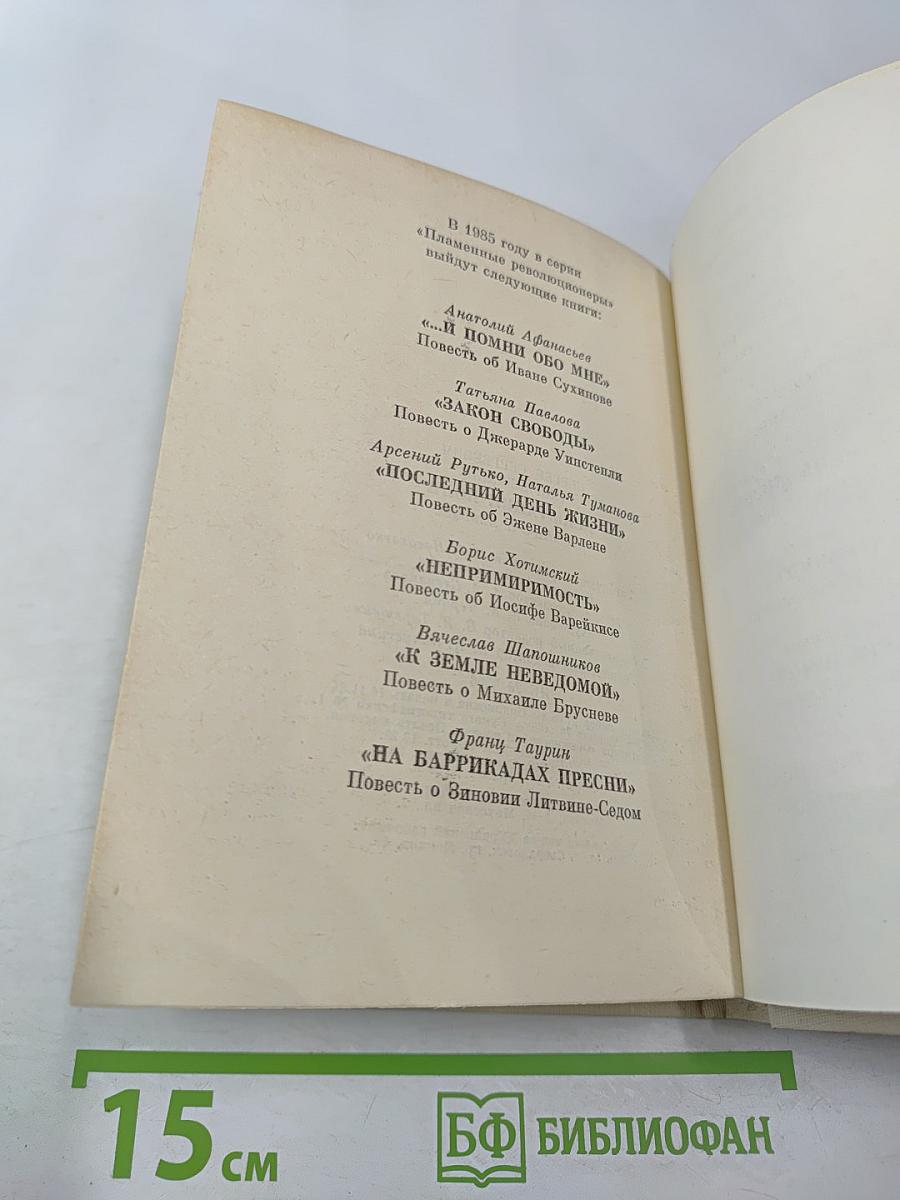 В 1985 году в серии
«Пламенные революционеры»
выйдут следующие книги:
Анатолий Афанасьев
«...И ПОМНИ ОБО МНЕ»
Повесть об Иване Сухинове
Татьяна Павлова
«ЗАКОН СВОБОДЫ»
Повесть о Джерарде Уинстенли
Арсений Рутько, Наталья Туманова
«ПОСЛЕДНИЙ ДЕНЬ ЖИЗНИ»
Повесть об Эжене Варлене
Борис Хотимский
«НЕПРИМИРИМОСТЬ»
Повесть об Иосифе Варейкисе
Вячеслав Шапошников
«К ЗЕМЛЕ НЕВЕДОМОЙ»
Повесть о Михаиле Брусневе
Франц Таурин
«НА БАРРИКАДАХ ПРЕСНИ»
Повесть о Зиновии Литвине-Седом
15 см
БФ БИБЛИОФАН